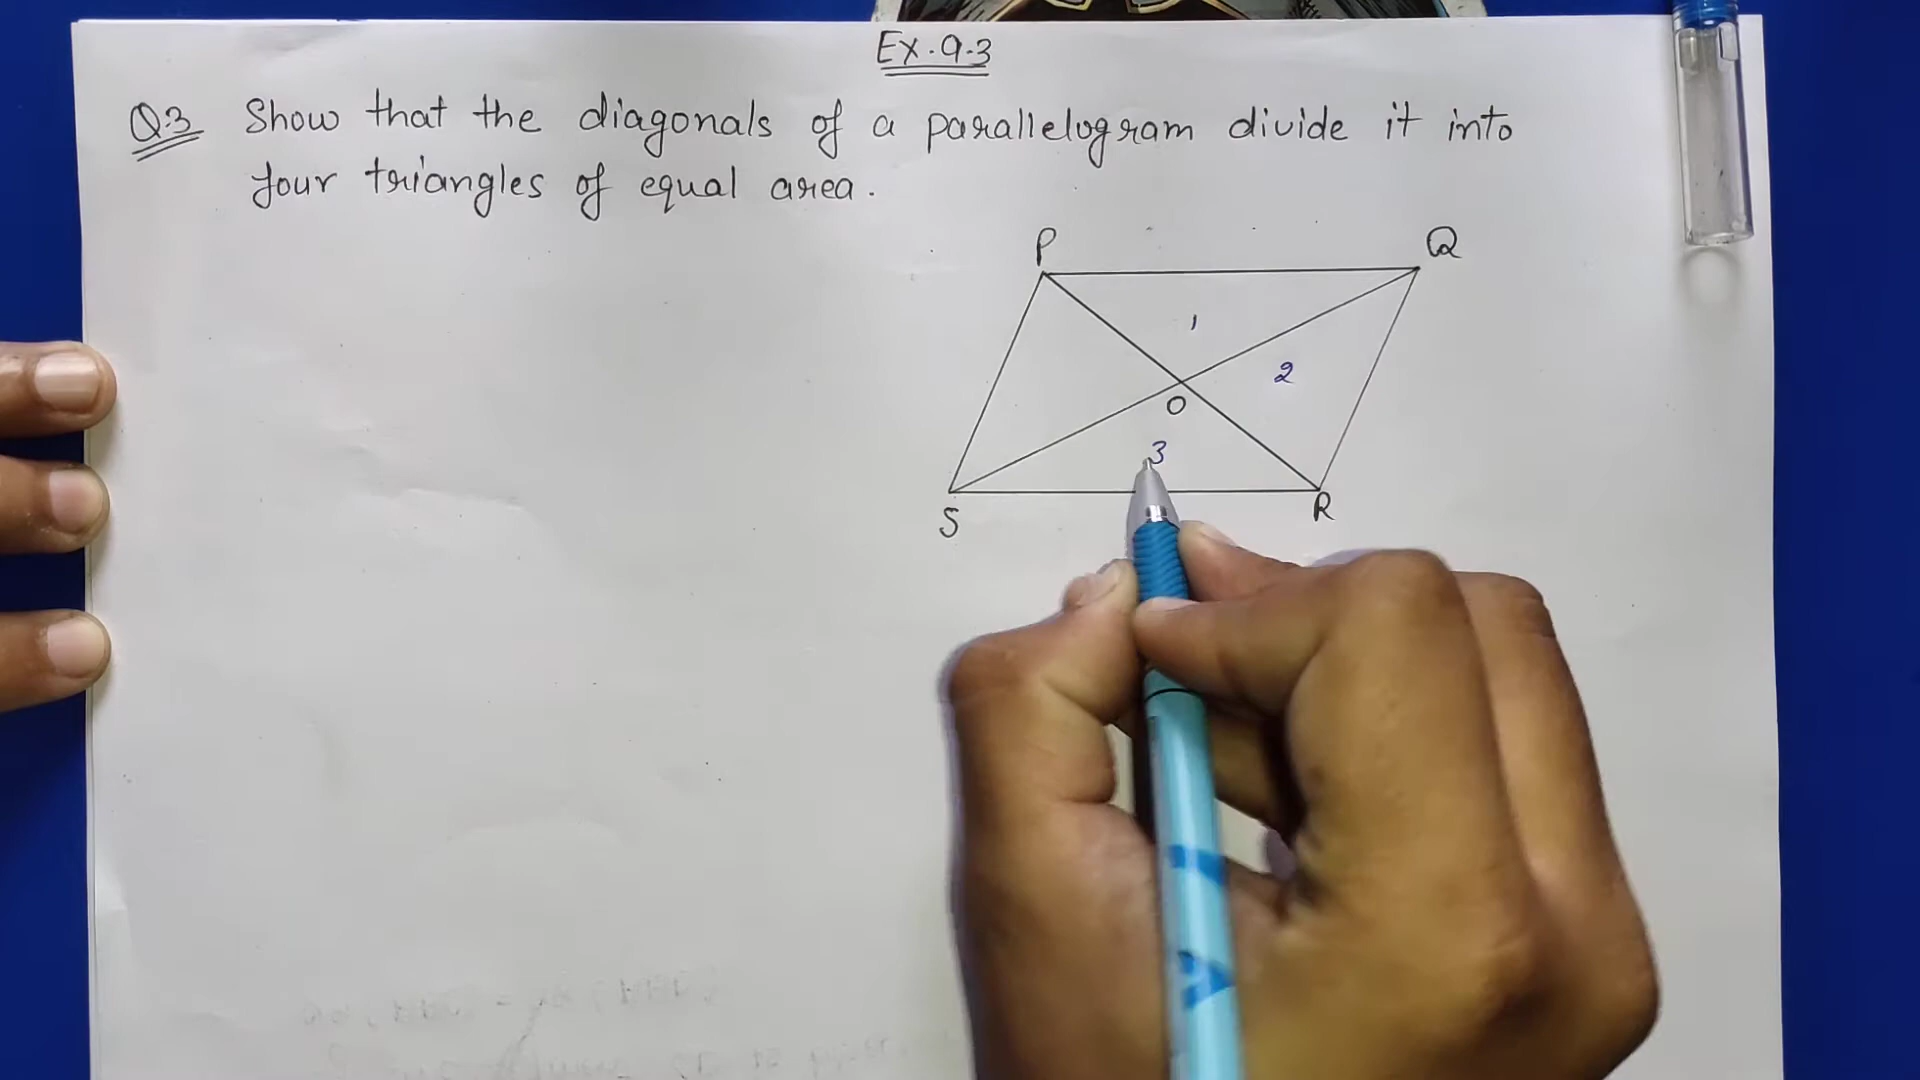 Ex. 9.3
Q.3 Show that the diagonals of a parallelogram divide it into
four triangles of equal area.
P Q
1
2
O
3
S R